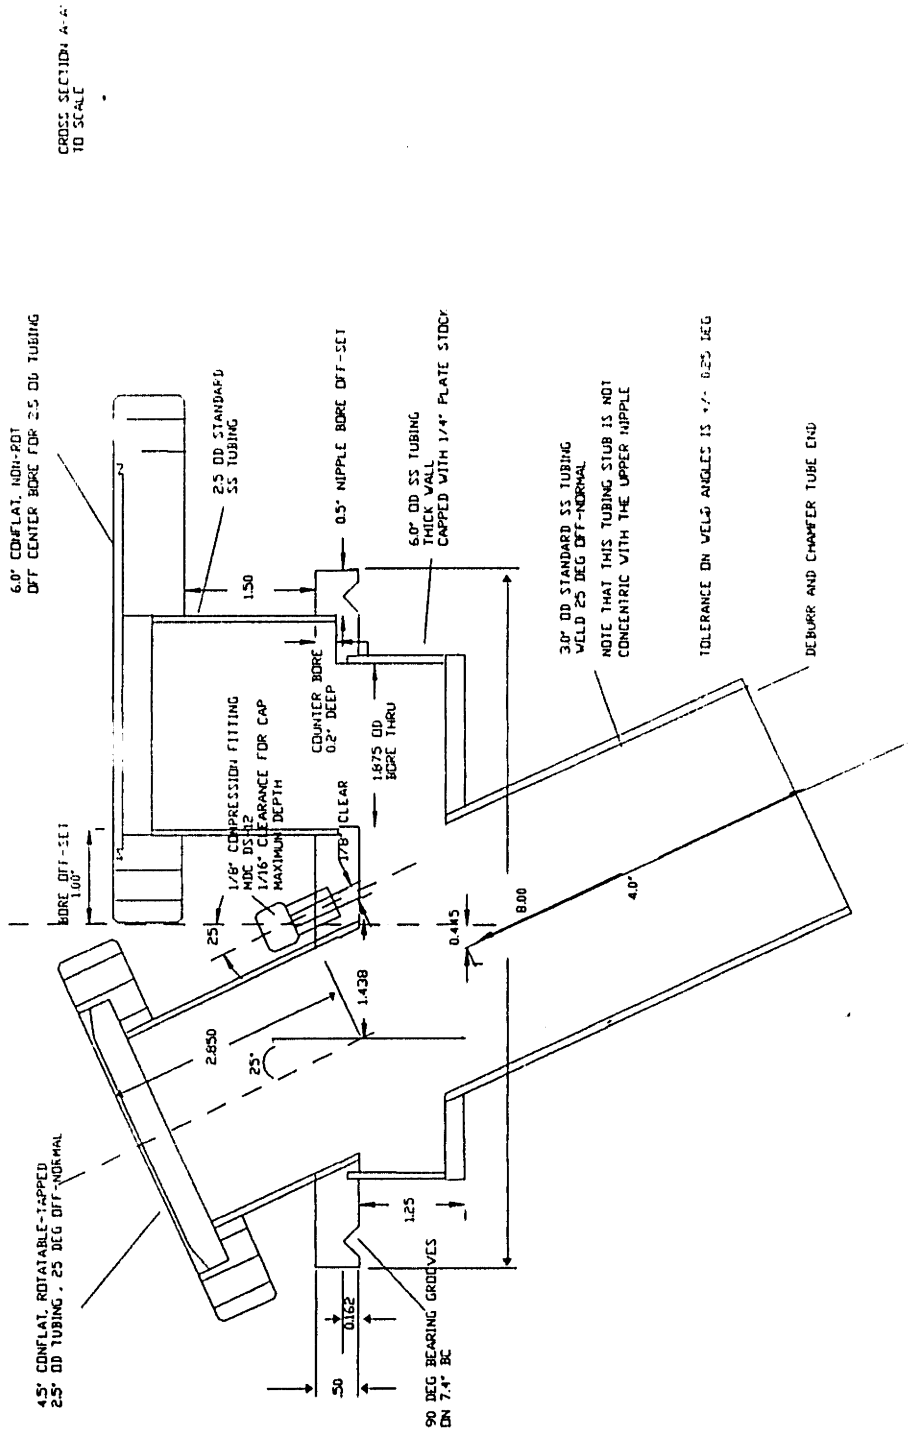 CROSS SECTION A-A'
TO SCALE
6.0" CONFLAT, NON-ROT
OFF CENTER BORE FOR 2.5 OD TUBING
2.5 OD STANDARD
SS TUBING
1.50
0.5" NIPPLE BORE OFF-SET
6.0" OD SS TUBING
THICK WALL
CAPPED WITH 1/4" PLATE STOCK
3.0" OD STANDARD SS TUBING
WELD 25 DEG OFF-NORMAL
NOTE THAT THIS TUBING STUB IS NOT
CONCENTRIC WITH THE UPPER NIPPLE
TOLERANCE ON WELD ANGLES IS +/- 0.25 DEG
DEBURR AND CHAMFER TUBE END
BORE OFF-SET
1.00"
1/8" COMPRESSION FITTING
MDC DS-12
1/16" CLEARANCE FOR CAP
MAXIMUM DEPTH
COUNTER BORE
0.2" DEEP
1/8" CLEAR
1.875 OD
BORE THRU
25
2.850
25°
1.438
0.445
8.00
4.0"
4.5" CONFLAT, ROTATABLE-TAPPED
2.5" OD TUBING , 25 DEG OFF-NORMAL
1.25
0.162
.50
90 DEG BEARING GROOVES
ON 7.4" BC